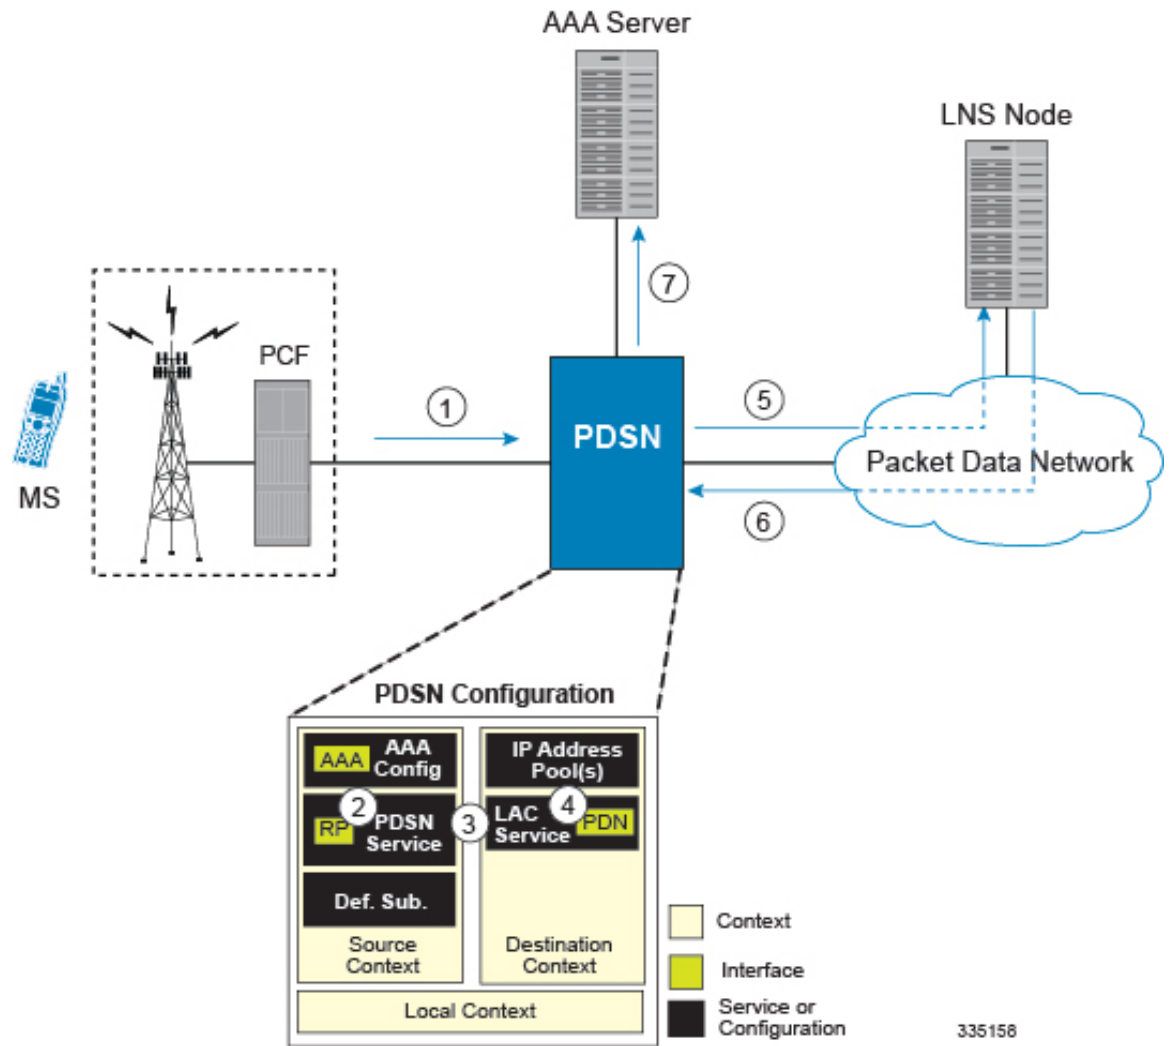 AAA Server
LNS Node
7
PCF
1
5
PDSN
Packet Data Network
MS
6
PDSN Configuration
AAA
AAA
Config
IP Address
Pool(s)
2
3
4
RP
PDSN
Service
LAC
Service
PDN
Def. Sub.
Source
Context
Destination
Context
Local Context
Context
Interface
Service or
Configuration
335158